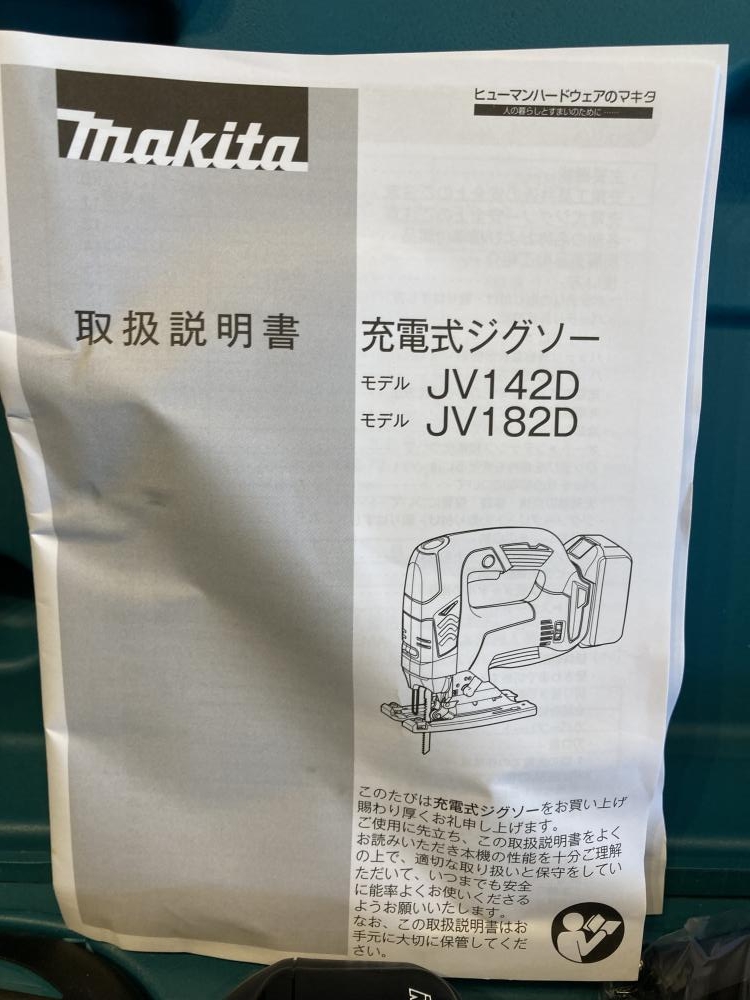 makita
ヒューマンハードウェアのマキタ
人の暮らしとすまいのために……
取扱説明書
充電式ジグソー
モデル JV142D
モデル JV182D
このたびは充電式ジグソーをお買い上げ
賜わり厚くお礼申し上げます。
ご使用に先立ち、この取扱説明書をよく
お読みいただき本機の性能を十分ご理解
の上で、適切な取り扱いと保守をしてい
ただいて、いつまでも安全
に能率よくお使いくださる
ようお願いいたします。
なお、この取扱説明書はお
手元に大切に保管してくだ
さい。